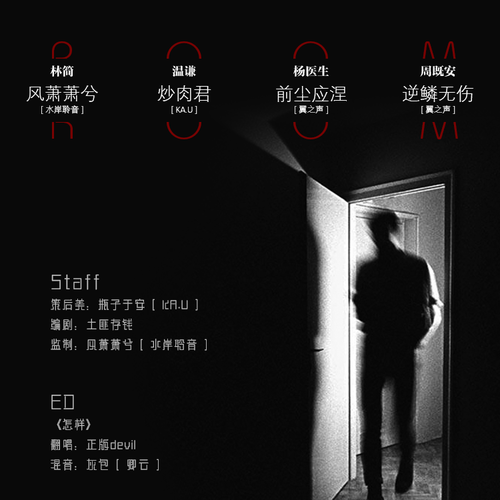 ROOM
林简 温谦 杨医生 周既安
风萧萧兮 炒肉君 前尘应涅 逆鳞无伤
[ 水岸聆音 ] [ KA.U ] [ 翼之声 ] [ 翼之声 ]
Staff
策后美：瓶子于安 [ KA.U ]
编剧：土匪存钱
监制：风萧萧兮 [ 水岸聆音 ]
ED
《怎样》
翻唱：正版devil
混音：灰包 [ 卿云 ]